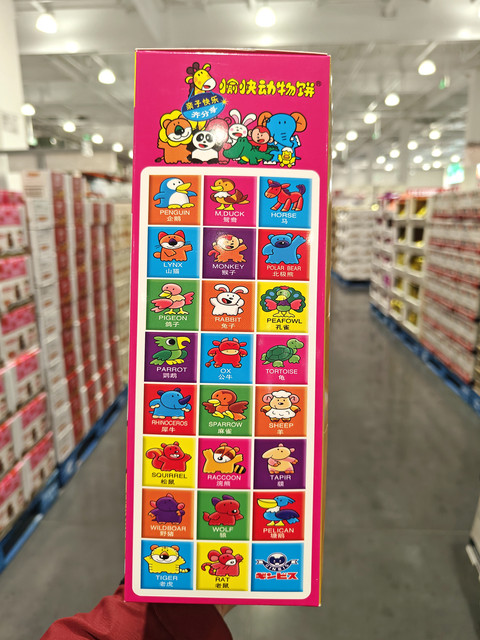 愉快动物饼®
亲子快乐
齐分享
PENGUIN
企鹅
M.DUCK
鸳鸯
HORSE
马
LYNX
山猫
MONKEY
猴子
POLAR BEAR
北极熊
PIGEON
鸽子
RABBIT
兔子
PEAFOWL
孔雀
PARROT
鹦鹉
OX
公牛
TORTOISE
龟
RHINOCEROS
犀牛
SPARROW
麻雀
SHEEP
羊
SQUIRREL
松鼠
RACCOON
浣熊
TAPIR
貘
WILDBOAR
野猪
WOLF
狼
PELICAN
塘鹅
TIGER
老虎
RAT
老鼠
GINBIS
ギンビス